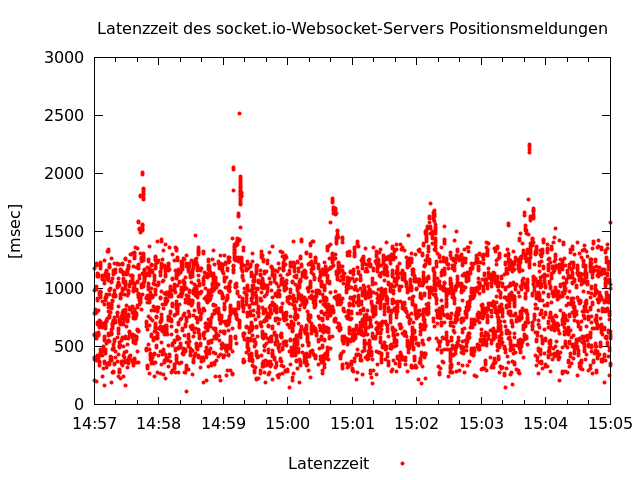 Latenzzeit des socket.io-Websocket-Servers Positionsmeldungen
3000
2500
2000
1500
1000
500
0
[msec]
14:57 14:58 14:59 15:00 15:01 15:02 15:03 15:04 15:05
Latenzzeit